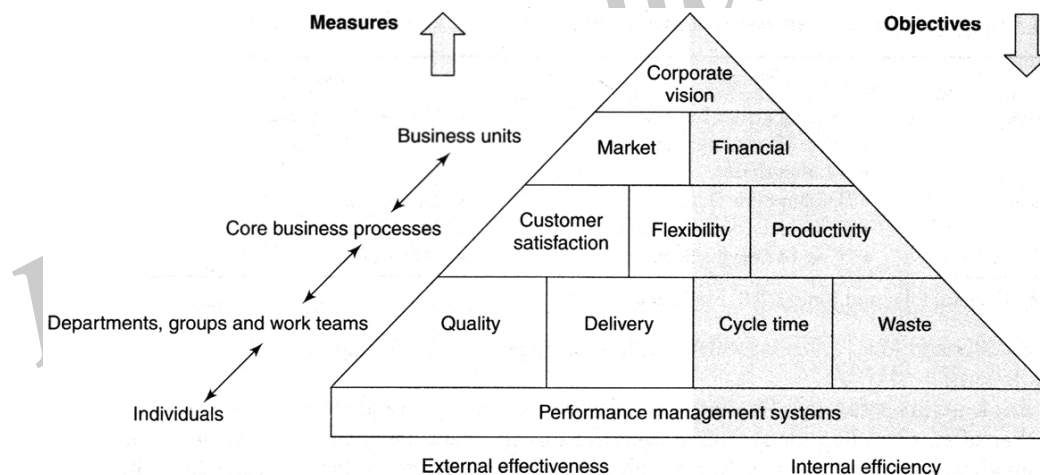 Measures
Objectives
Corporate
vision
Business units
Market
Financial
Core business processes
Customer
satisfaction
Flexibility
Productivity
Departments, groups and work teams
Quality
Delivery
Cycle time
Waste
Individuals
Performance management systems
External effectiveness
Internal efficiency